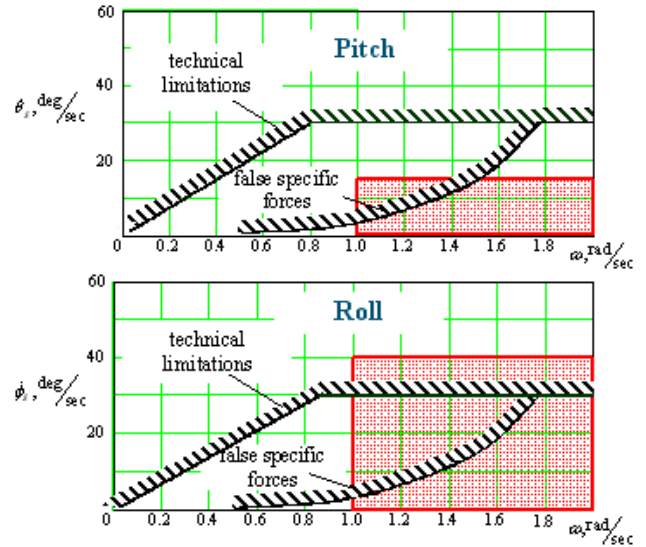 60
Pitch
technical
limitations
40
θ̇_s, deg/sec
20
false specific
forces
0
0.2 0.4 0.6 0.8 1.0 1.2 1.4 1.6 1.8
ω, rad/sec
60
Roll
technical
limitations
40
φ̇_s, deg/sec
20
false specific
forces
0
0.2 0.4 0.6 0.8 1.0 1.2 1.4 1.6 1.8
ω, rad/sec